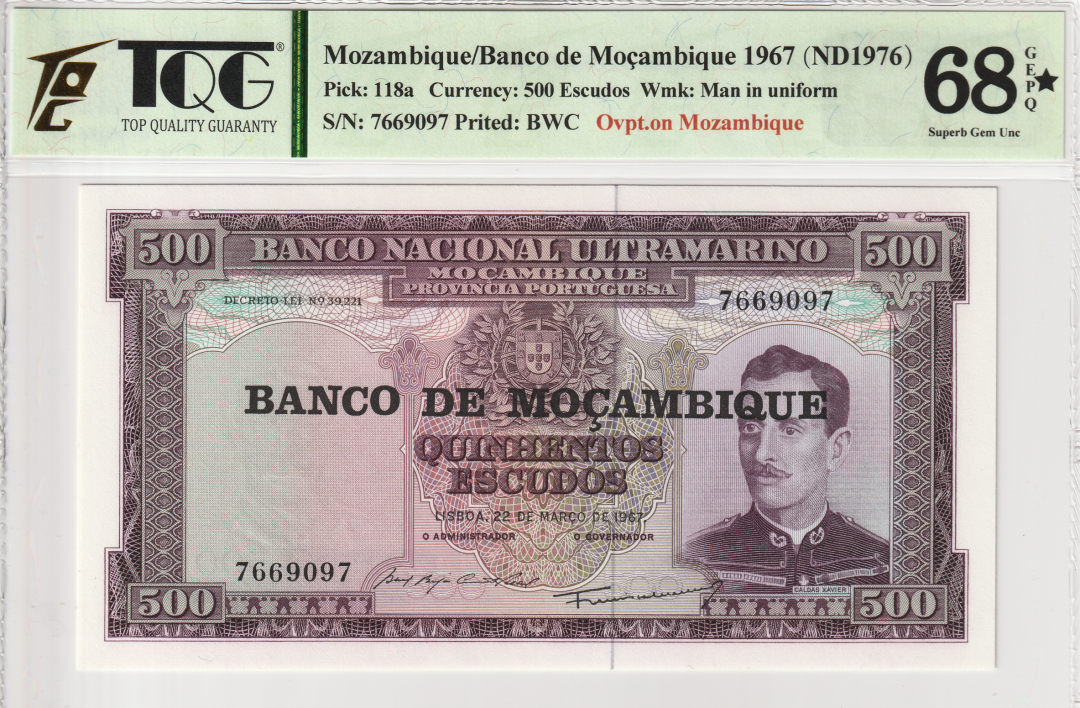 TQG®
TOP QUALITY GUARANTY
Mozambique/Banco de Moçambique 1967 (ND1976)
Pick: 118a Currency: 500 Escudos Wmk: Man in uniform
S/N: 7669097 Prited: BWC Ovpt.on Mozambique
68
GEPQ
Superb Gem Unc
500 BANCO NACIONAL ULTRAMARINO 500
MOÇAMBIQUE
PROVINCIA PORTUGUESA
DECRETO-LEI Nº 39.221
7669097
BANCO DE MOÇAMBIQUE
QUINHENTOS
ESCUDOS
LISBOA, 22 DE MARÇO DE 1967
O ADMINISTRADOR O GOVERNADOR
7669097
CALDAS XAVIER
500 500